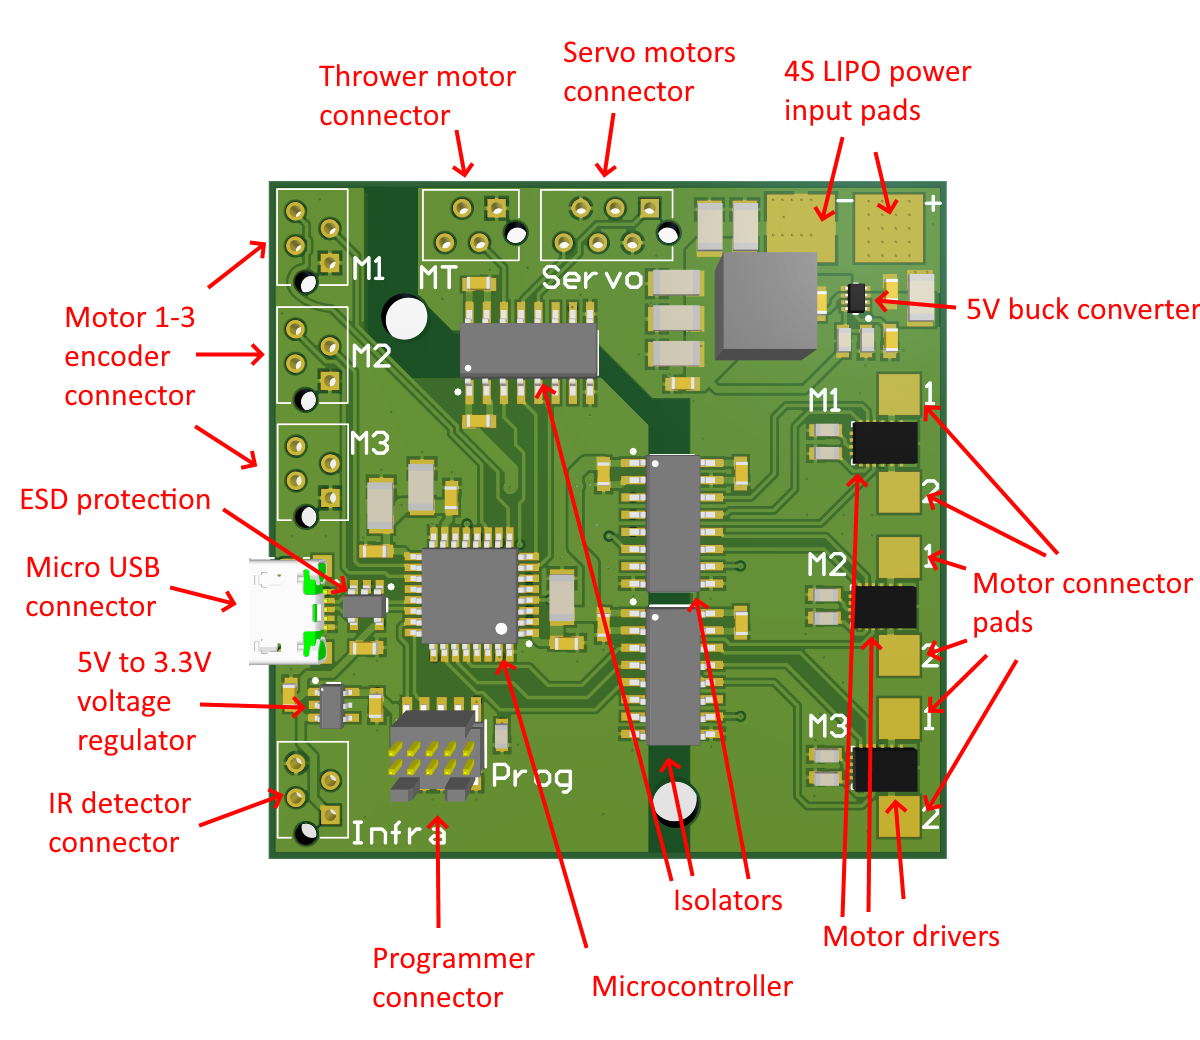 Servo motors
connector
Thrower motor
connector
4S LIPO power
input pads
- +
M1
MT
Servo
Motor 1-3
encoder
connector
5V buck converter
M2
M1
1
M3
2
ESD protection
Micro USB
connector
M2
1
Motor connector
pads
2
5V to 3.3V
voltage
regulator
M3
1
Prog
IR detector
connector
Infra
2
Isolators
Motor drivers
Programmer
connector
Microcontroller